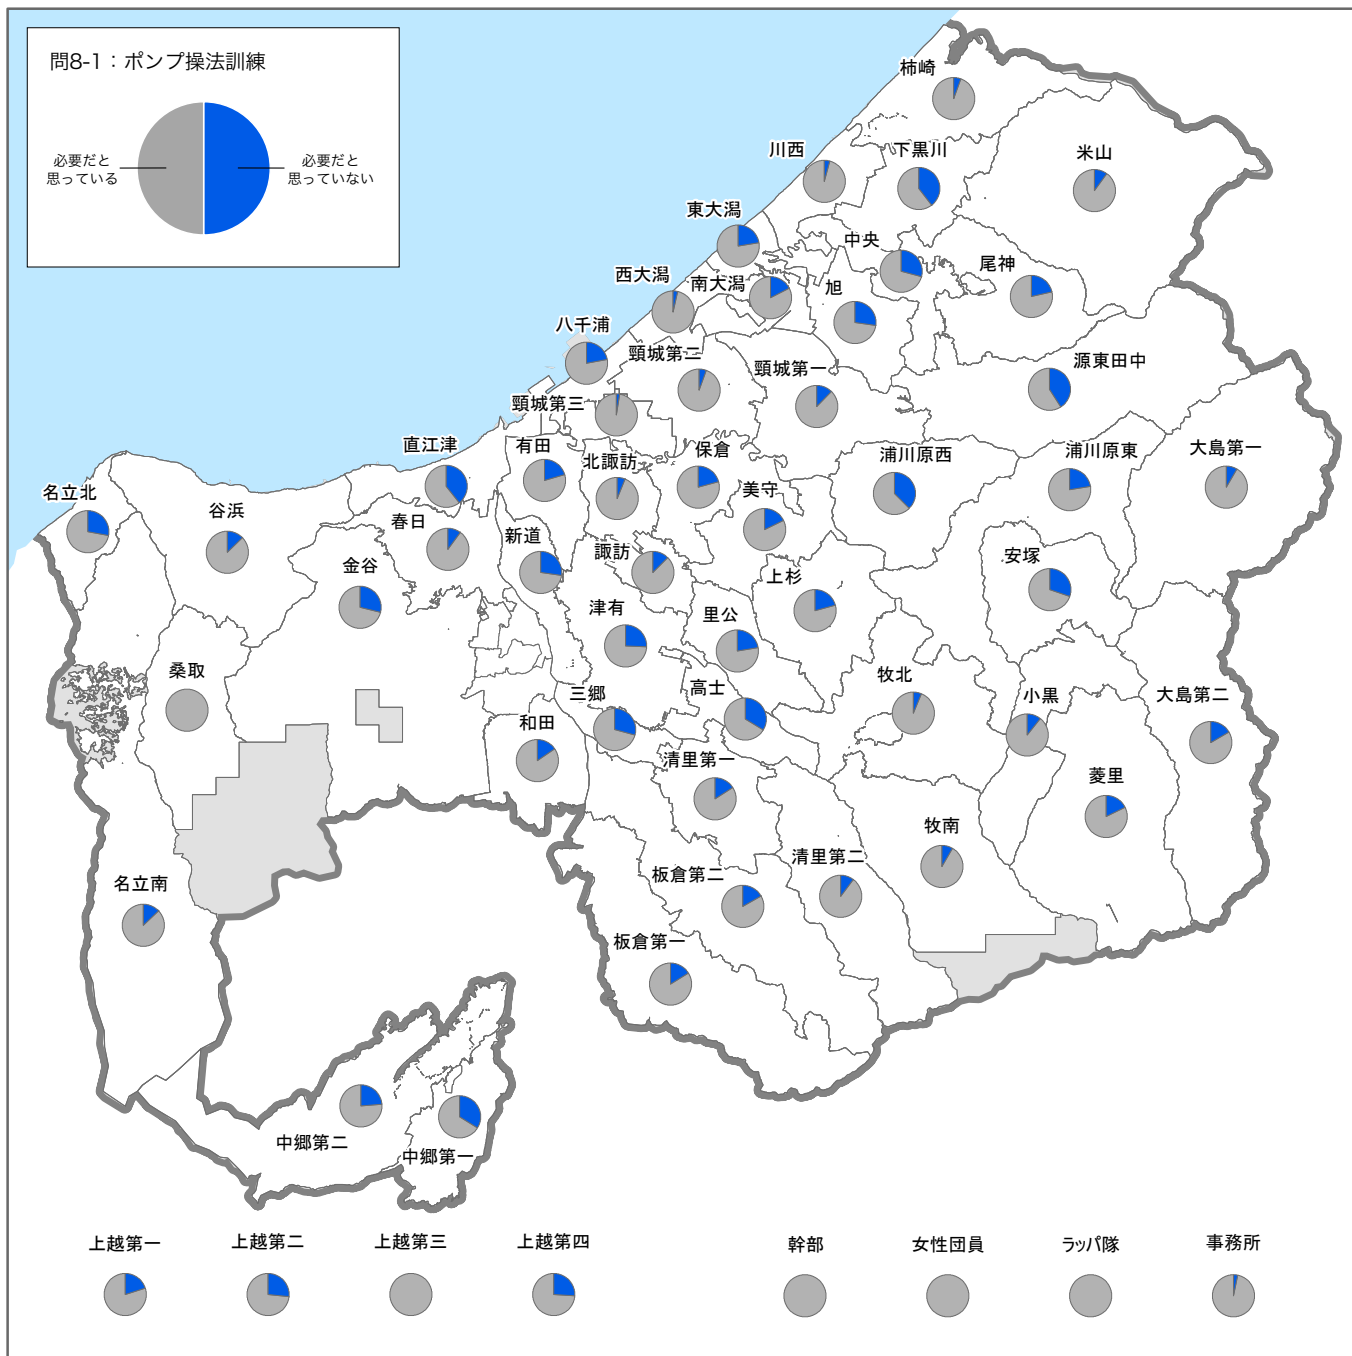 問8-1：ポンプ操法訓練
必要だと
思っている
必要だと
思っていない
柿崎
川西
下黒川
米山
東大潟
中央
尾神
西大潟
南大潟
旭
八千浦
頸城第二
頸城第一
源東田中
頸城第三
直江津
有田
北諏訪
保倉
浦川原西
浦川原東
大島第一
名立北
谷浜
春日
新道
美守
金谷
諏訪
上杉
安塚
津有
里公
桑取
三郷
高士
牧北
小黒
大島第二
和田
清里第一
菱里
牧南
名立南
板倉第二
清里第二
板倉第一
中郷第二
中郷第一
上越第一
上越第二
上越第三
上越第四
幹部
女性団員
ラッパ隊
事務所